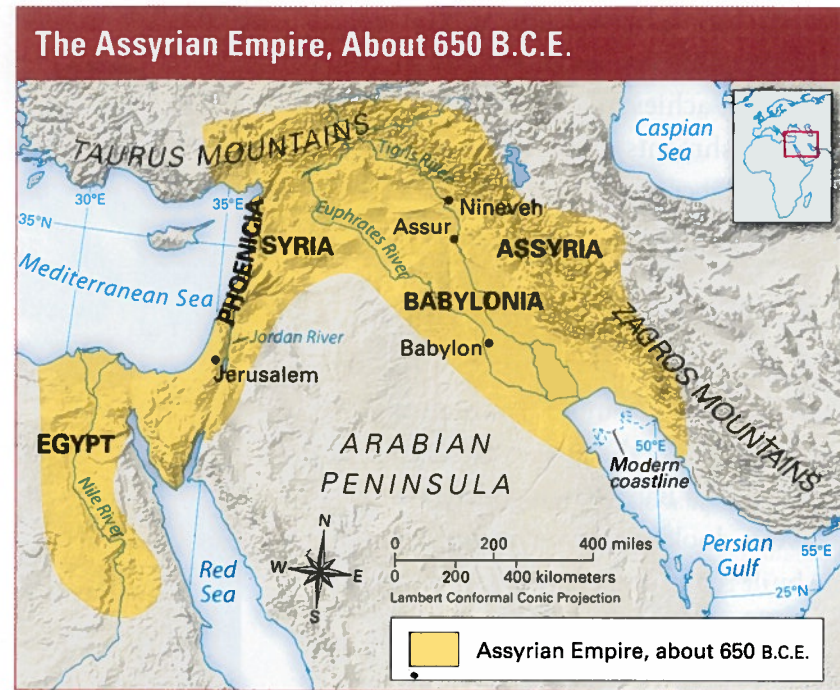 The Assyrian Empire, About 650 B.C.E.
Caspian
Sea
TAURUS MOUNTAINS
Tigris River
30°E
35°E
35°N
Nineveh
Euphrates River
Assur
PHOENICIA
SYRIA
ASSYRIA
Mediterranean Sea
BABYLONIA
ZAGROS MOUNTAINS
Jordan River
Babylon
Jerusalem
EGYPT
ARABIAN
PENINSULA
50°E
Modern
coastline
Nile River
N
W
E
S
Red
Sea
0 200 400 miles
0 200 400 kilometers
Lambert Conformal Conic Projection
Persian
Gulf
55°E
25°N
Assyrian Empire, about 650 B.C.E.